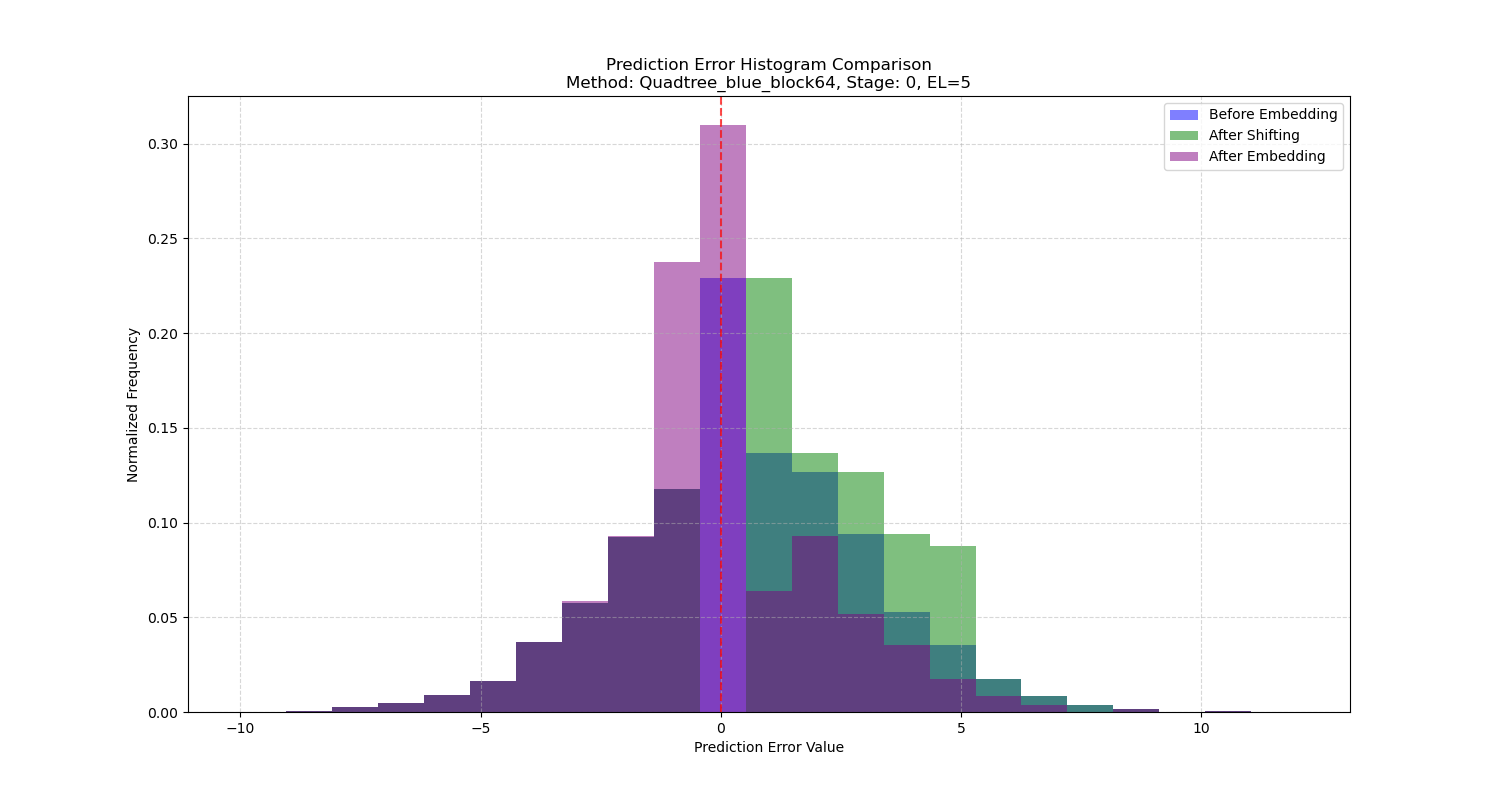 Prediction Error Histogram Comparison
Method: Quadtree_blue_block64, Stage: 0, EL=5
Before Embedding
After Shifting
After Embedding
Normalized Frequency
0.30
0.25
0.20
0.15
0.10
0.05
0.00
−10
−5
0
5
10
Prediction Error Value